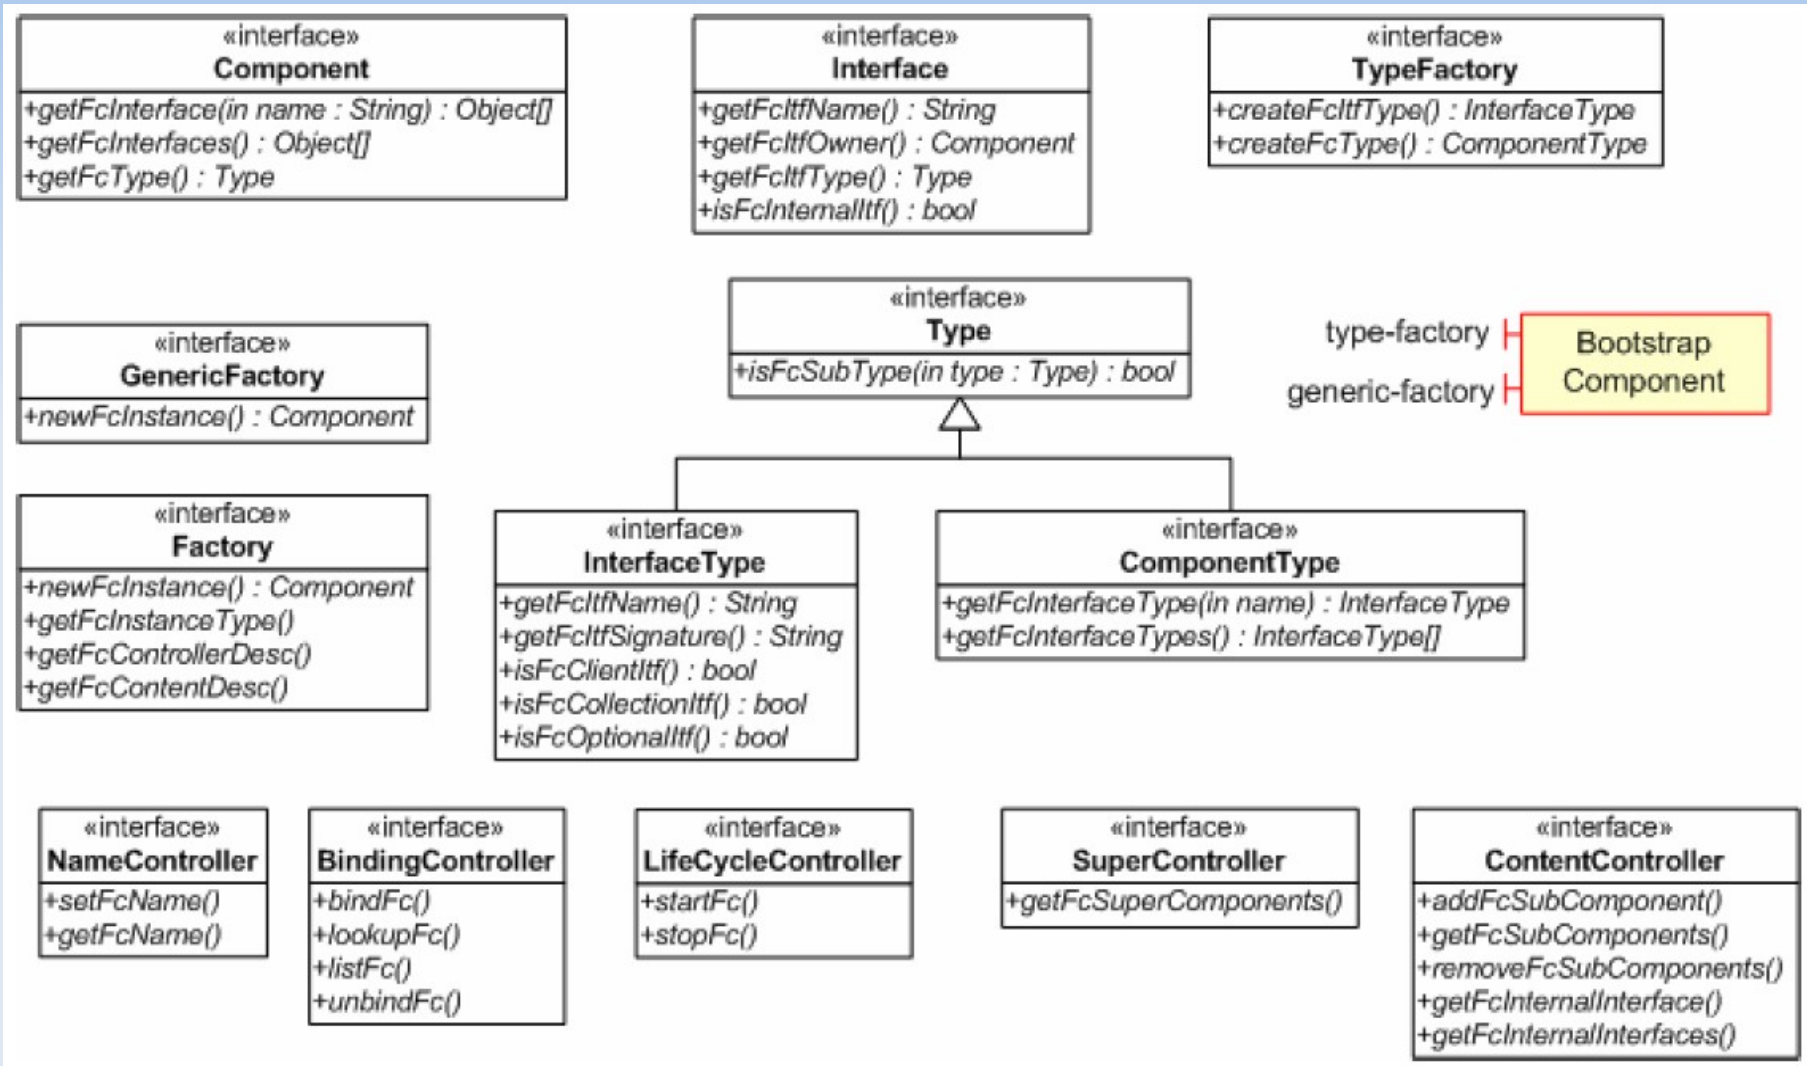 «interface»
Component
+getFcInterface(in name : String) : Object[]
+getFcInterfaces() : Object[]
+getFcType() : Type
«interface»
Interface
+getFcItfName() : String
+getFcItfOwner() : Component
+getFcItfType() : Type
+isFcInternalItf() : bool
«interface»
TypeFactory
+createFcItfType() : InterfaceType
+createFcType() : ComponentType
«interface»
GenericFactory
+newFcInstance() : Component
«interface»
Type
+isFcSubType(in type : Type) : bool
type-factory
generic-factory
Bootstrap
Component
«interface»
Factory
+newFcInstance() : Component
+getFcInstanceType()
+getFcControllerDesc()
+getFcContentDesc()
«interface»
InterfaceType
+getFcItfName() : String
+getFcItfSignature() : String
+isFcClientItf() : bool
+isFcCollectionItf() : bool
+isFcOptionalItf() : bool
«interface»
ComponentType
+getFcInterfaceType(in name) : InterfaceType
+getFcInterfaceTypes() : InterfaceType[]
«interface»
NameController
+setFcName()
+getFcName()
«interface»
BindingController
+bindFc()
+lookupFc()
+listFc()
+unbindFc()
«interface»
LifeCycleController
+startFc()
+stopFc()
«interface»
SuperController
+getFcSuperComponents()
«interface»
ContentController
+addFcSubComponent()
+getFcSubComponents()
+removeFcSubComponents()
+getFcInternalInterface()
+getFcInternalInterfaces()